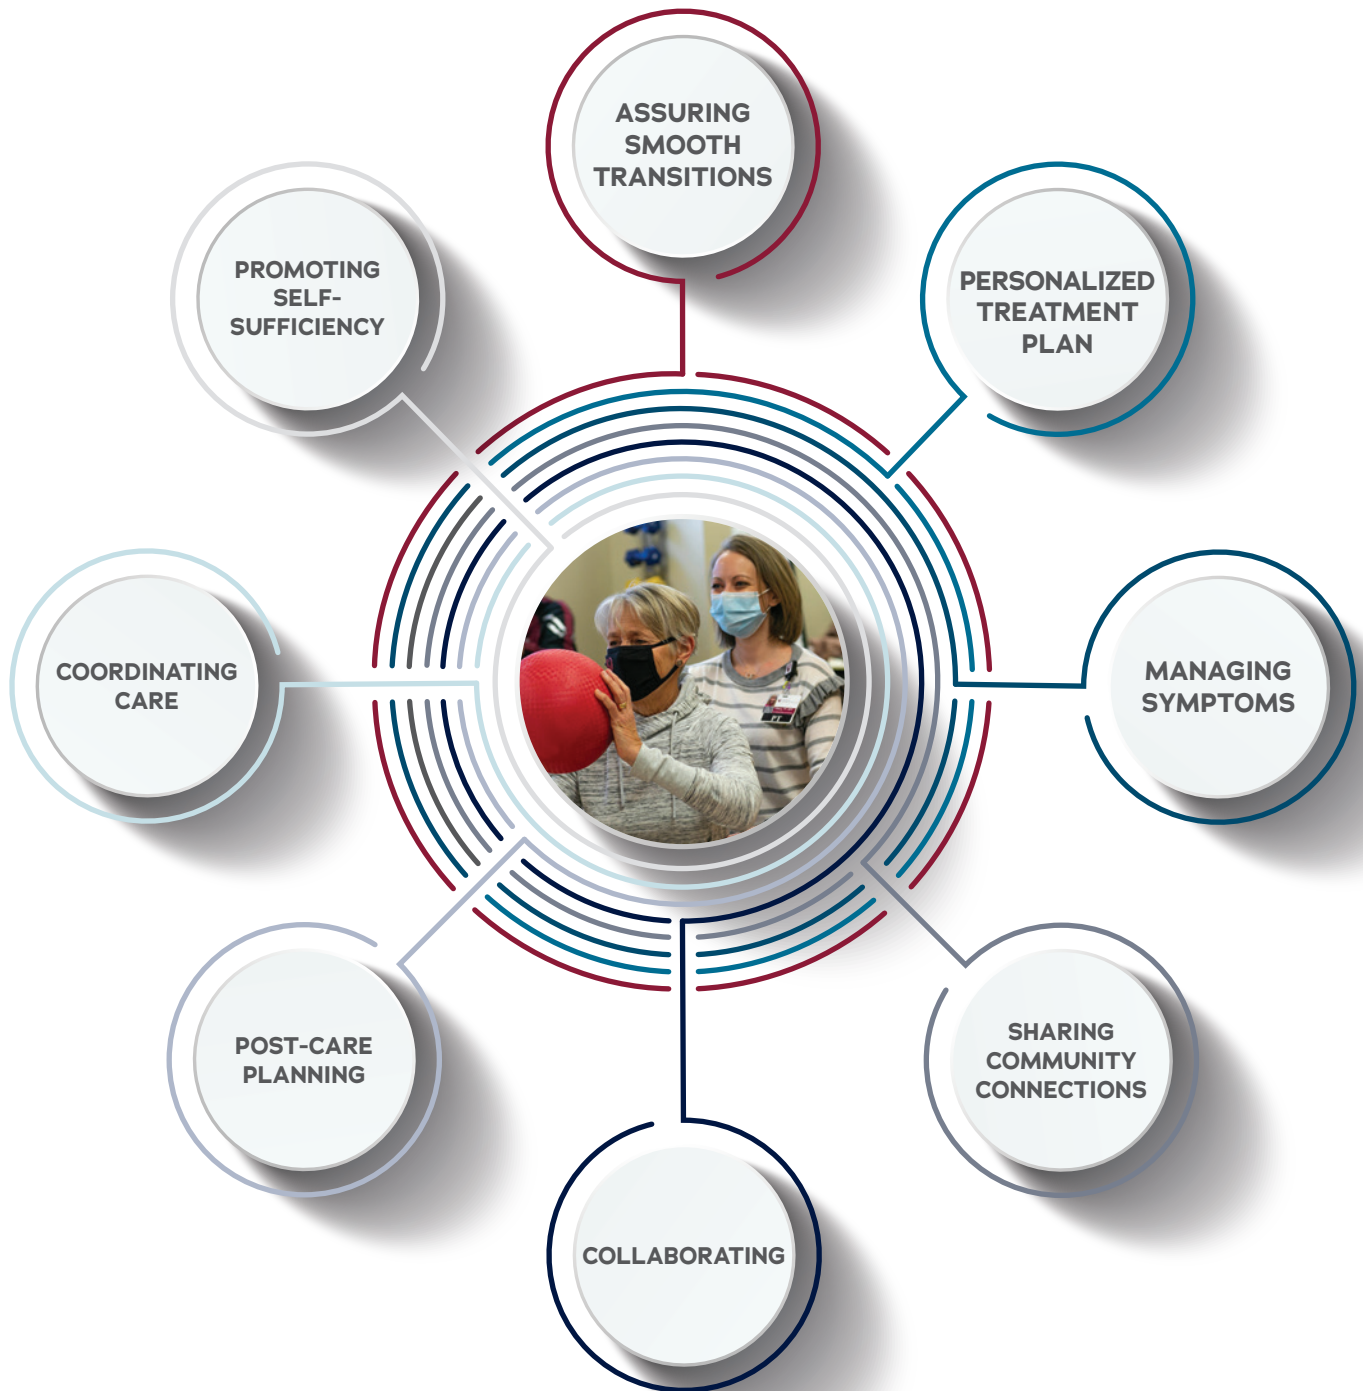 ASSURING
SMOOTH
TRANSITIONS
PERSONALIZED
TREATMENT
PLAN
MANAGING
SYMPTOMS
SHARING
COMMUNITY
CONNECTIONS
COLLABORATING
POST-CARE
PLANNING
COORDINATING
CARE
PROMOTING
SELF-
SUFFICIENCY
PT